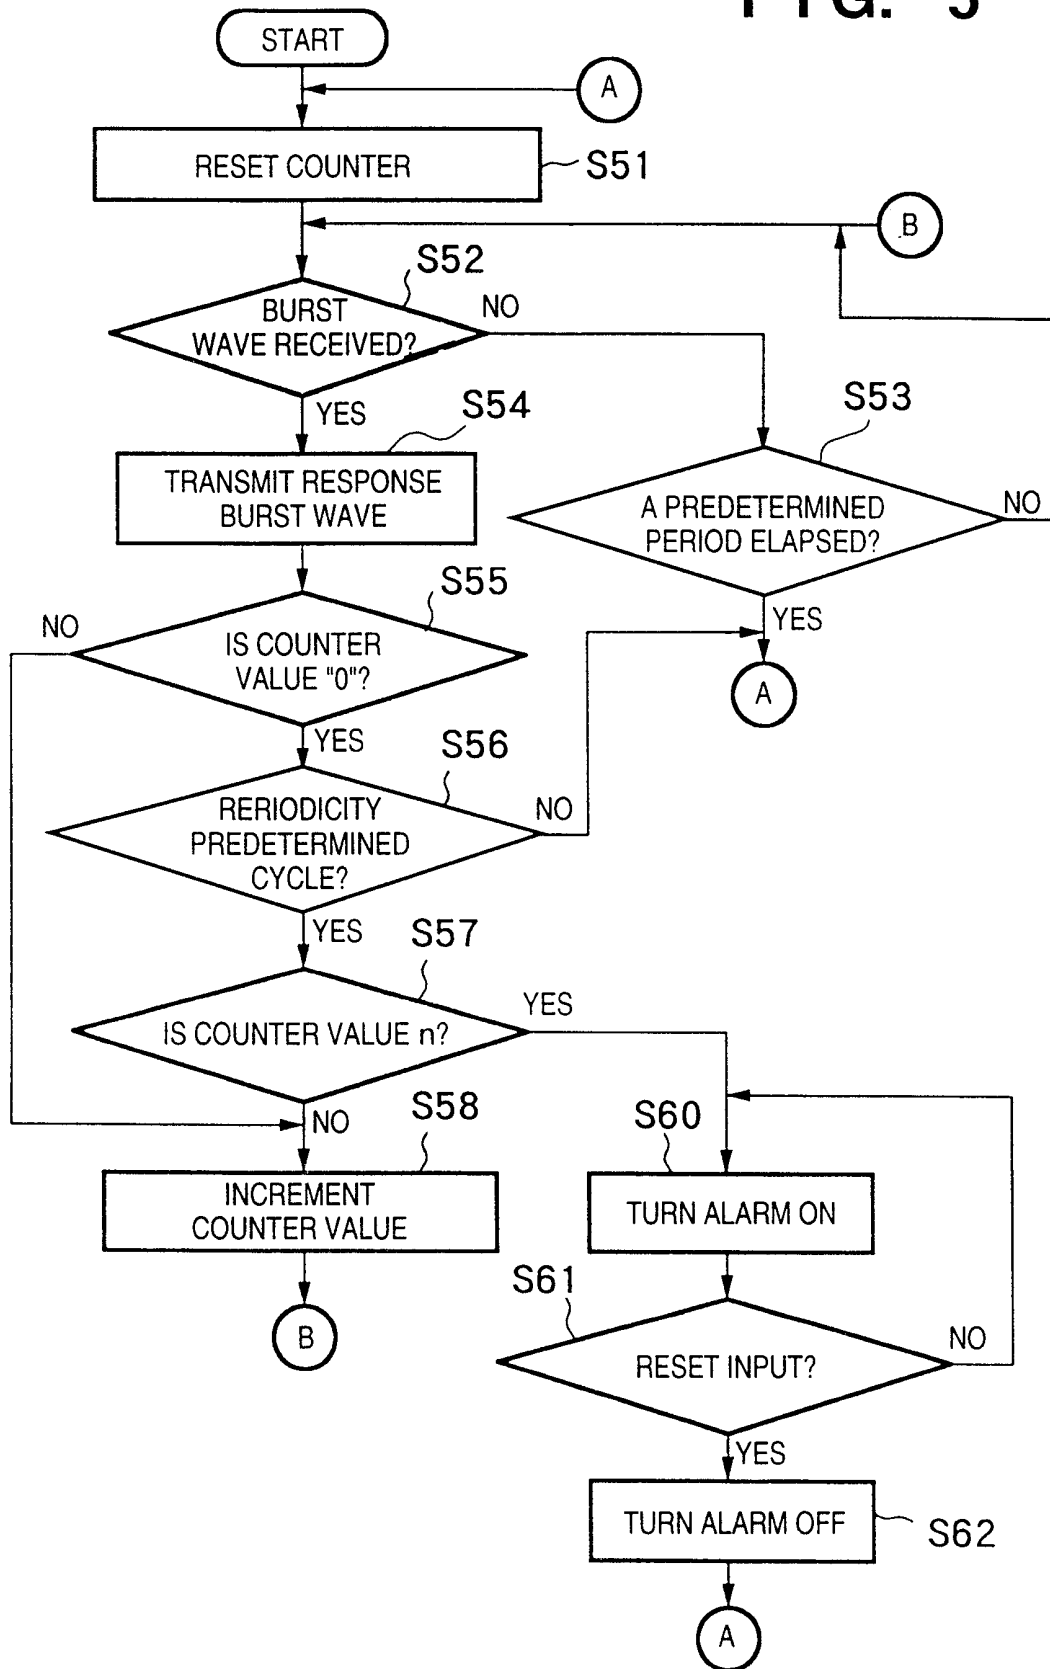 FIG. 5
START
A
RESET COUNTER
S51
B
S52
BURST
WAVE RECEIVED?
NO
YES
S54
S53
TRANSMIT RESPONSE
BURST WAVE
A PREDETERMINED
PERIOD ELAPSED?
NO
S55
NO
IS COUNTER
VALUE "0"?
YES
A
YES
S56
RERIODICITY
PREDETERMINED
CYCLE?
NO
YES
S57
IS COUNTER VALUE n?
YES
NO
S58
S60
INCREMENT
COUNTER VALUE
TURN ALARM ON
B
S61
RESET INPUT?
NO
YES
TURN ALARM OFF
S62
A